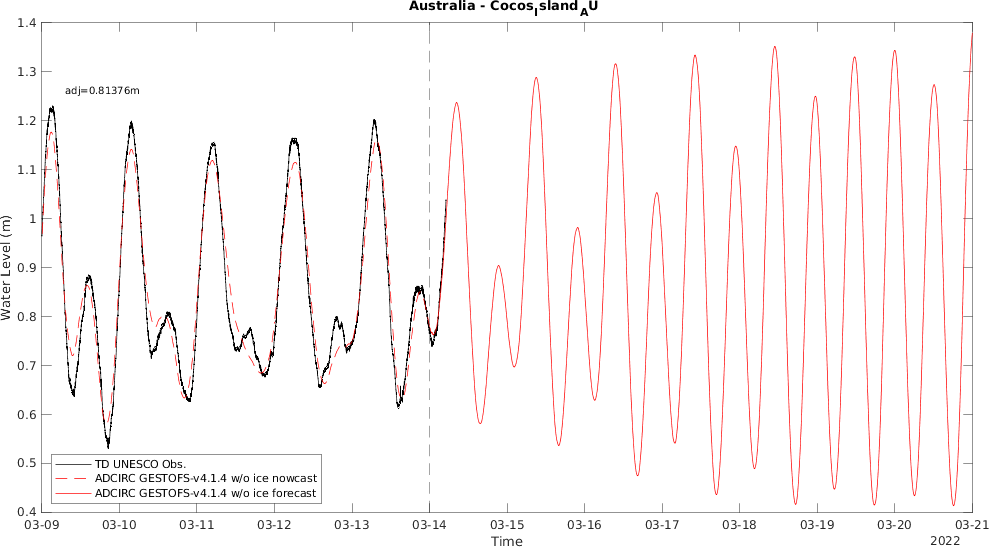 Australia - Cocos_Island_AU
1.4
1.3
adj=0.81376m
1.2
1.1
1
0.9
0.8
0.7
0.6
0.5
0.4
Water Level (m)
TD UNESCO Obs.
ADCIRC GESTOFS-v4.1.4 w/o ice nowcast
ADCIRC GESTOFS-v4.1.4 w/o ice forecast
03-09 03-10 03-11 03-12 03-13 03-14 03-15 03-16 03-17 03-18 03-19 03-20 03-21
Time
2022